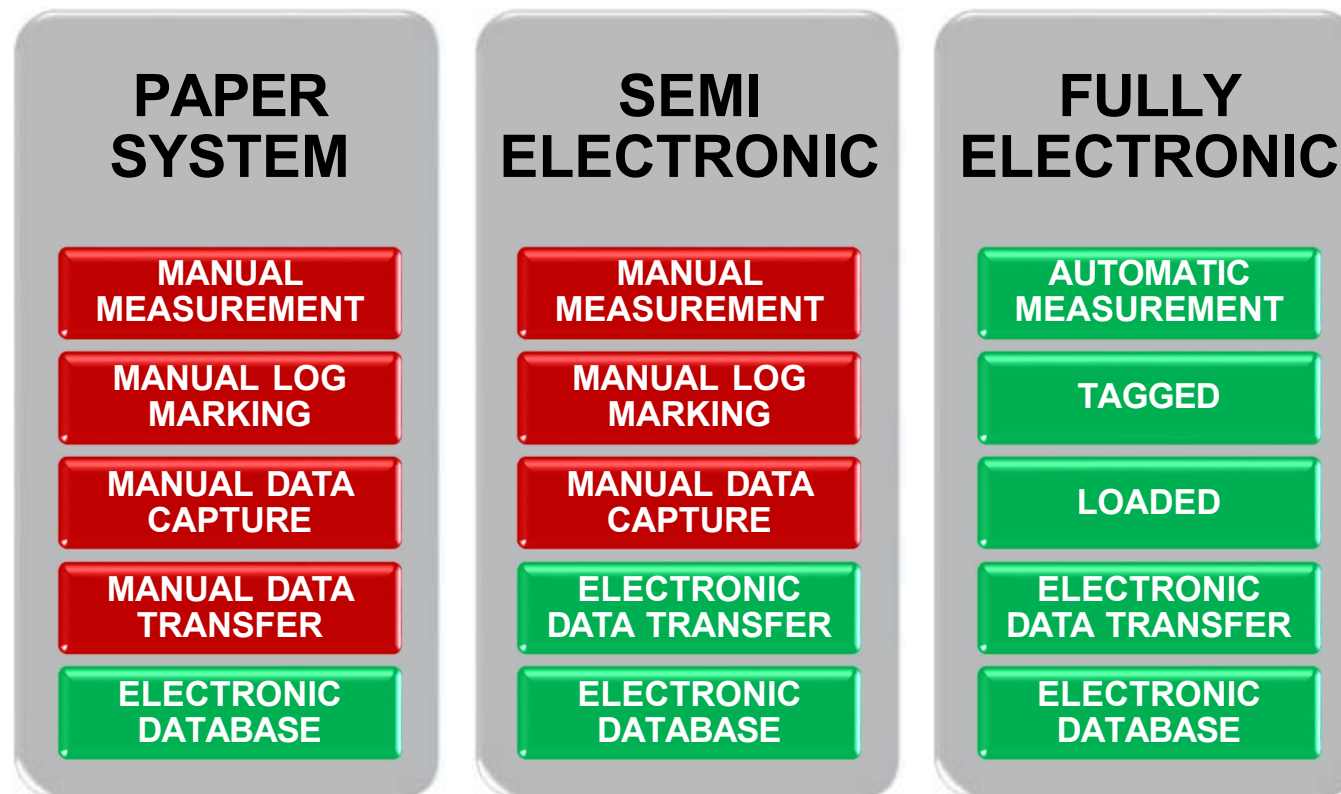 PAPER
SYSTEM
MANUAL
MEASUREMENT
MANUAL LOG
MARKING
MANUAL DATA
CAPTURE
MANUAL DATA
TRANSFER
ELECTRONIC
DATABASE
SEMI
ELECTRONIC
MANUAL
MEASUREMENT
MANUAL LOG
MARKING
MANUAL DATA
CAPTURE
ELECTRONIC
DATA TRANSFER
ELECTRONIC
DATABASE
FULLY
ELECTRONIC
AUTOMATIC
MEASUREMENT
TAGGED
LOADED
ELECTRONIC
DATA TRANSFER
ELECTRONIC
DATABASE